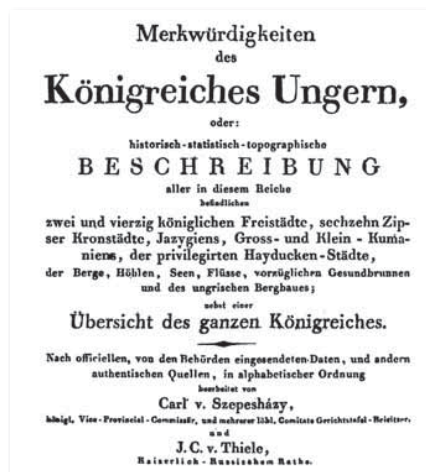 Merkwürdigkeiten
des
Königreiches Ungern,
oder:
historisch-statistisch-topographische
BESCHREIBUNG
aller in diesem Reiche
befindlichen
zwei und vierzig königlichen Freistädte, sechzehn Zip-
ser Kronstädte, Jazygiens, Gross- und Klein - Kuma-
niens, der privilegirten Hayducken-Städte,
der Berge, Höhlen, Seen, Flüsse, vorzüglichen Gesundbrunnen
und des ungrischen Bergbaues;
nebst einer
Übersicht des ganzen Königreiches.
Nach officiellen, von den Behörden eingesendeten Daten, und andern
authentischen Quellen, in alphabetischer Ordnung
bearbeitet von
Carl v. Szepesházy,
königl. Vice-Provincial-Commissär, und mehrerer löbl. Comitate Gerichtstafel-Beisitzer,
und
J. C. v. Thiele,
Kaiserlich-Russischem Rathe.